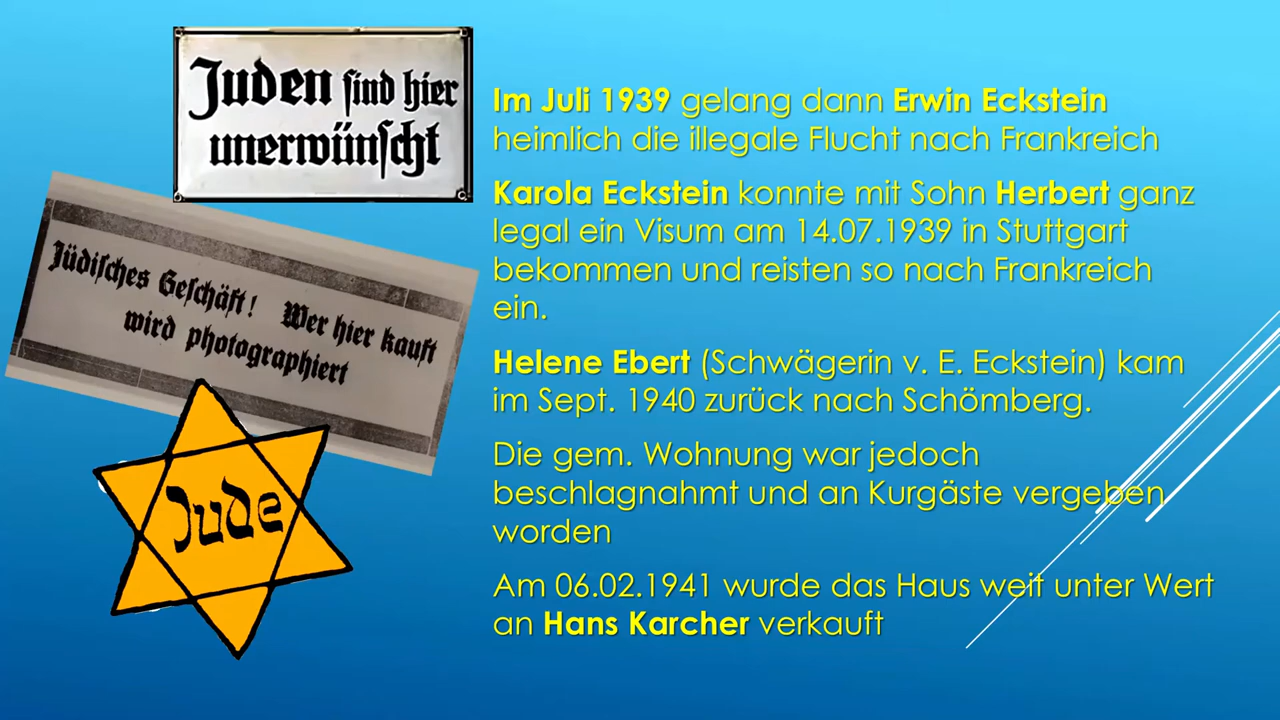 Juden sind hier
unerwünscht
Jüdisches Geschäft! Wer hier kauft
wird photographiert
Jude
Im Juli 1939 gelang dann Erwin Eckstein
heimlich die illegale Flucht nach Frankreich
Karola Eckstein konnte mit Sohn Herbert ganz
legal ein Visum am 14.07.1939 in Stuttgart
bekommen und reisten so nach Frankreich
ein.
Helene Ebert (Schwägerin v. E. Eckstein) kam
im Sept. 1940 zurück nach Schömberg.
Die gem. Wohnung war jedoch
beschlagnahmt und an Kurgäste vergeben
worden
Am 06.02.1941 wurde das Haus weit unter Wert
an Hans Karcher verkauft